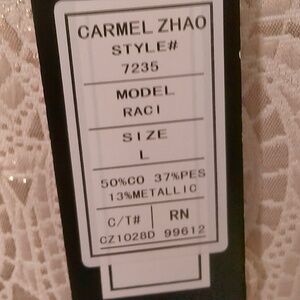 CARMEL ZHAO
STYLE#
7235
MODEL
RACI
SIZE
L
50%CO 37%PES
13%METALLIC
C/T# RN
CZ1028D 99612